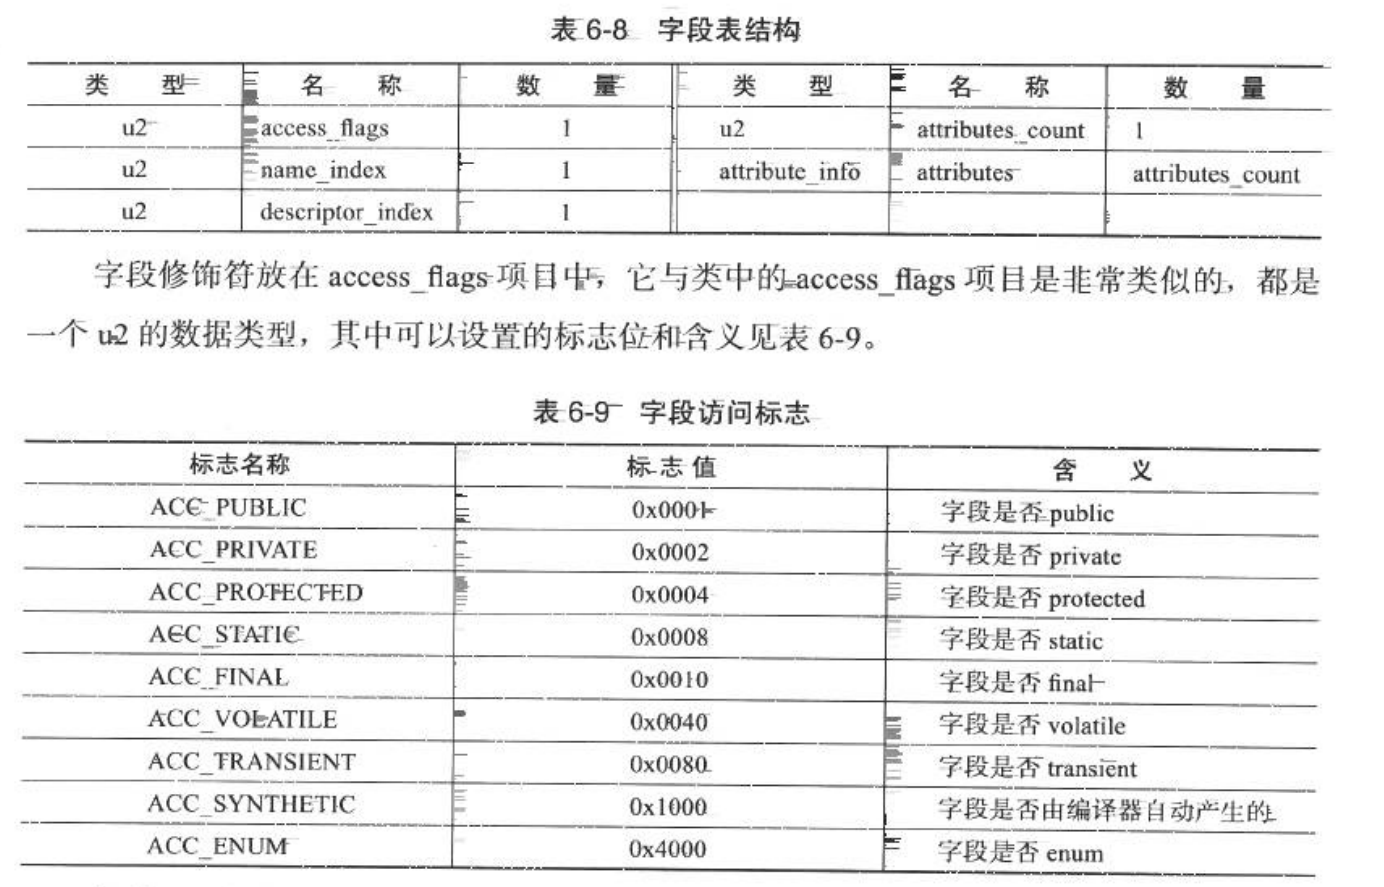 表 6-8 字段表结构
类 型 名 称 数 量 类 型 名 称 数 量
u2 access_flags 1 u2 attributes_count 1
u2 name_index 1 attribute_info attributes attributes_count
u2 descriptor_index 1
字段修饰符放在 access_flags 项目中，它与类中的 access_flags 项目是非常类似的，都是
一个 u2 的数据类型，其中可以设置的标志位和含义见表 6-9。
表 6-9 字段访问标志
标志名称 标 志 值 含 义
ACC_PUBLIC 0x0001 字段是否 public
ACC_PRIVATE 0x0002 字段是否 private
ACC_PROTECTED 0x0004 字段是否 protected
ACC_STATIC 0x0008 字段是否 static
ACC_FINAL 0x0010 字段是否 final
ACC_VOLATILE 0x0040 字段是否 volatile
ACC_TRANSIENT 0x0080 字段是否 transient
ACC_SYNTHETIC 0x1000 字段是否由编译器自动产生的
ACC_ENUM 0x4000 字段是否 enum